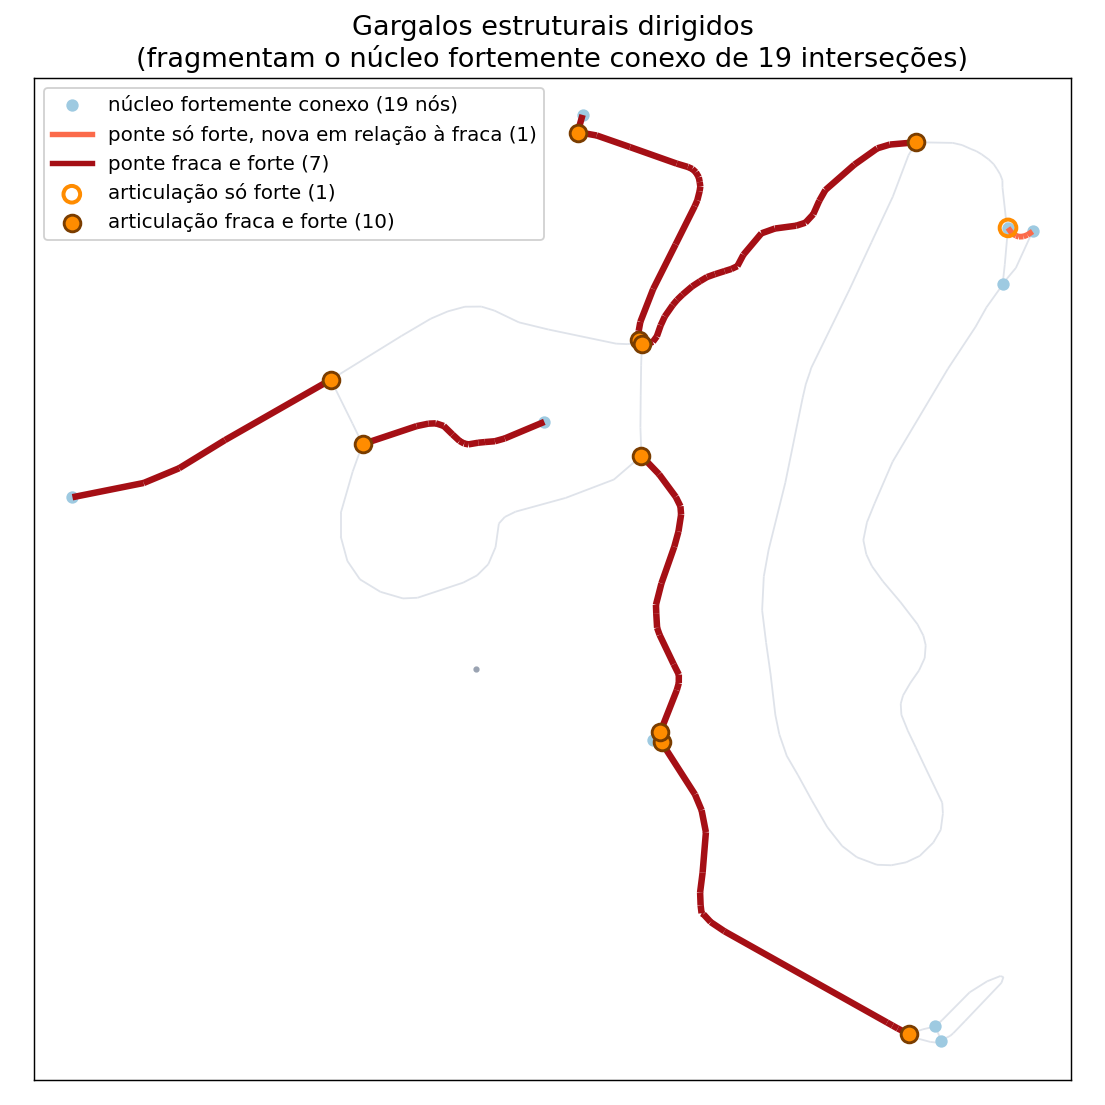 Gargalos estruturais dirigidos
(fragmentam o núcleo fortemente conexo de 19 interseções)
núcleo fortemente conexo (19 nós)
ponte só forte, nova em relação à fraca (1)
ponte fraca e forte (7)
articulação só forte (1)
articulação fraca e forte (10)